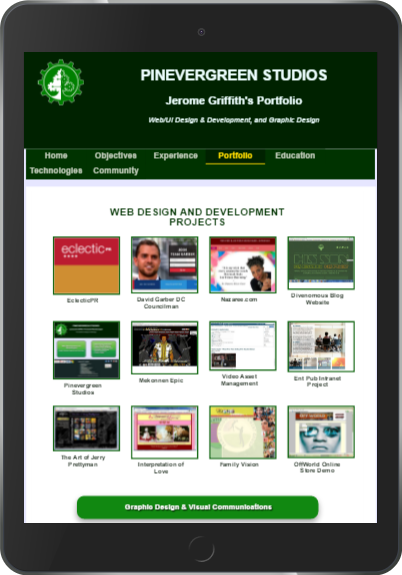 PINEVERGREEN STUDIOS
Jerome Griffith's Portfolio
Web/UI Design & Development, and Graphic Design
Home Objectives Experience Portfolio Education
Technologies Community
WEB DESIGN AND DEVELOPMENT
PROJECTS
eclectic
EclecticPR
David Garber DC
Councilman
Nazaree.com
Divenomous Blog
Website
Pinevergreen
Studios
Mekonnen Epic
Video Asset
Management
Ent Pub Intranet
Project
The Art of Jerry
Prettyman
Interpretation of
Love
Family Vision
OffWorld Online
Store Demo
Graphic Design & Visual Communications